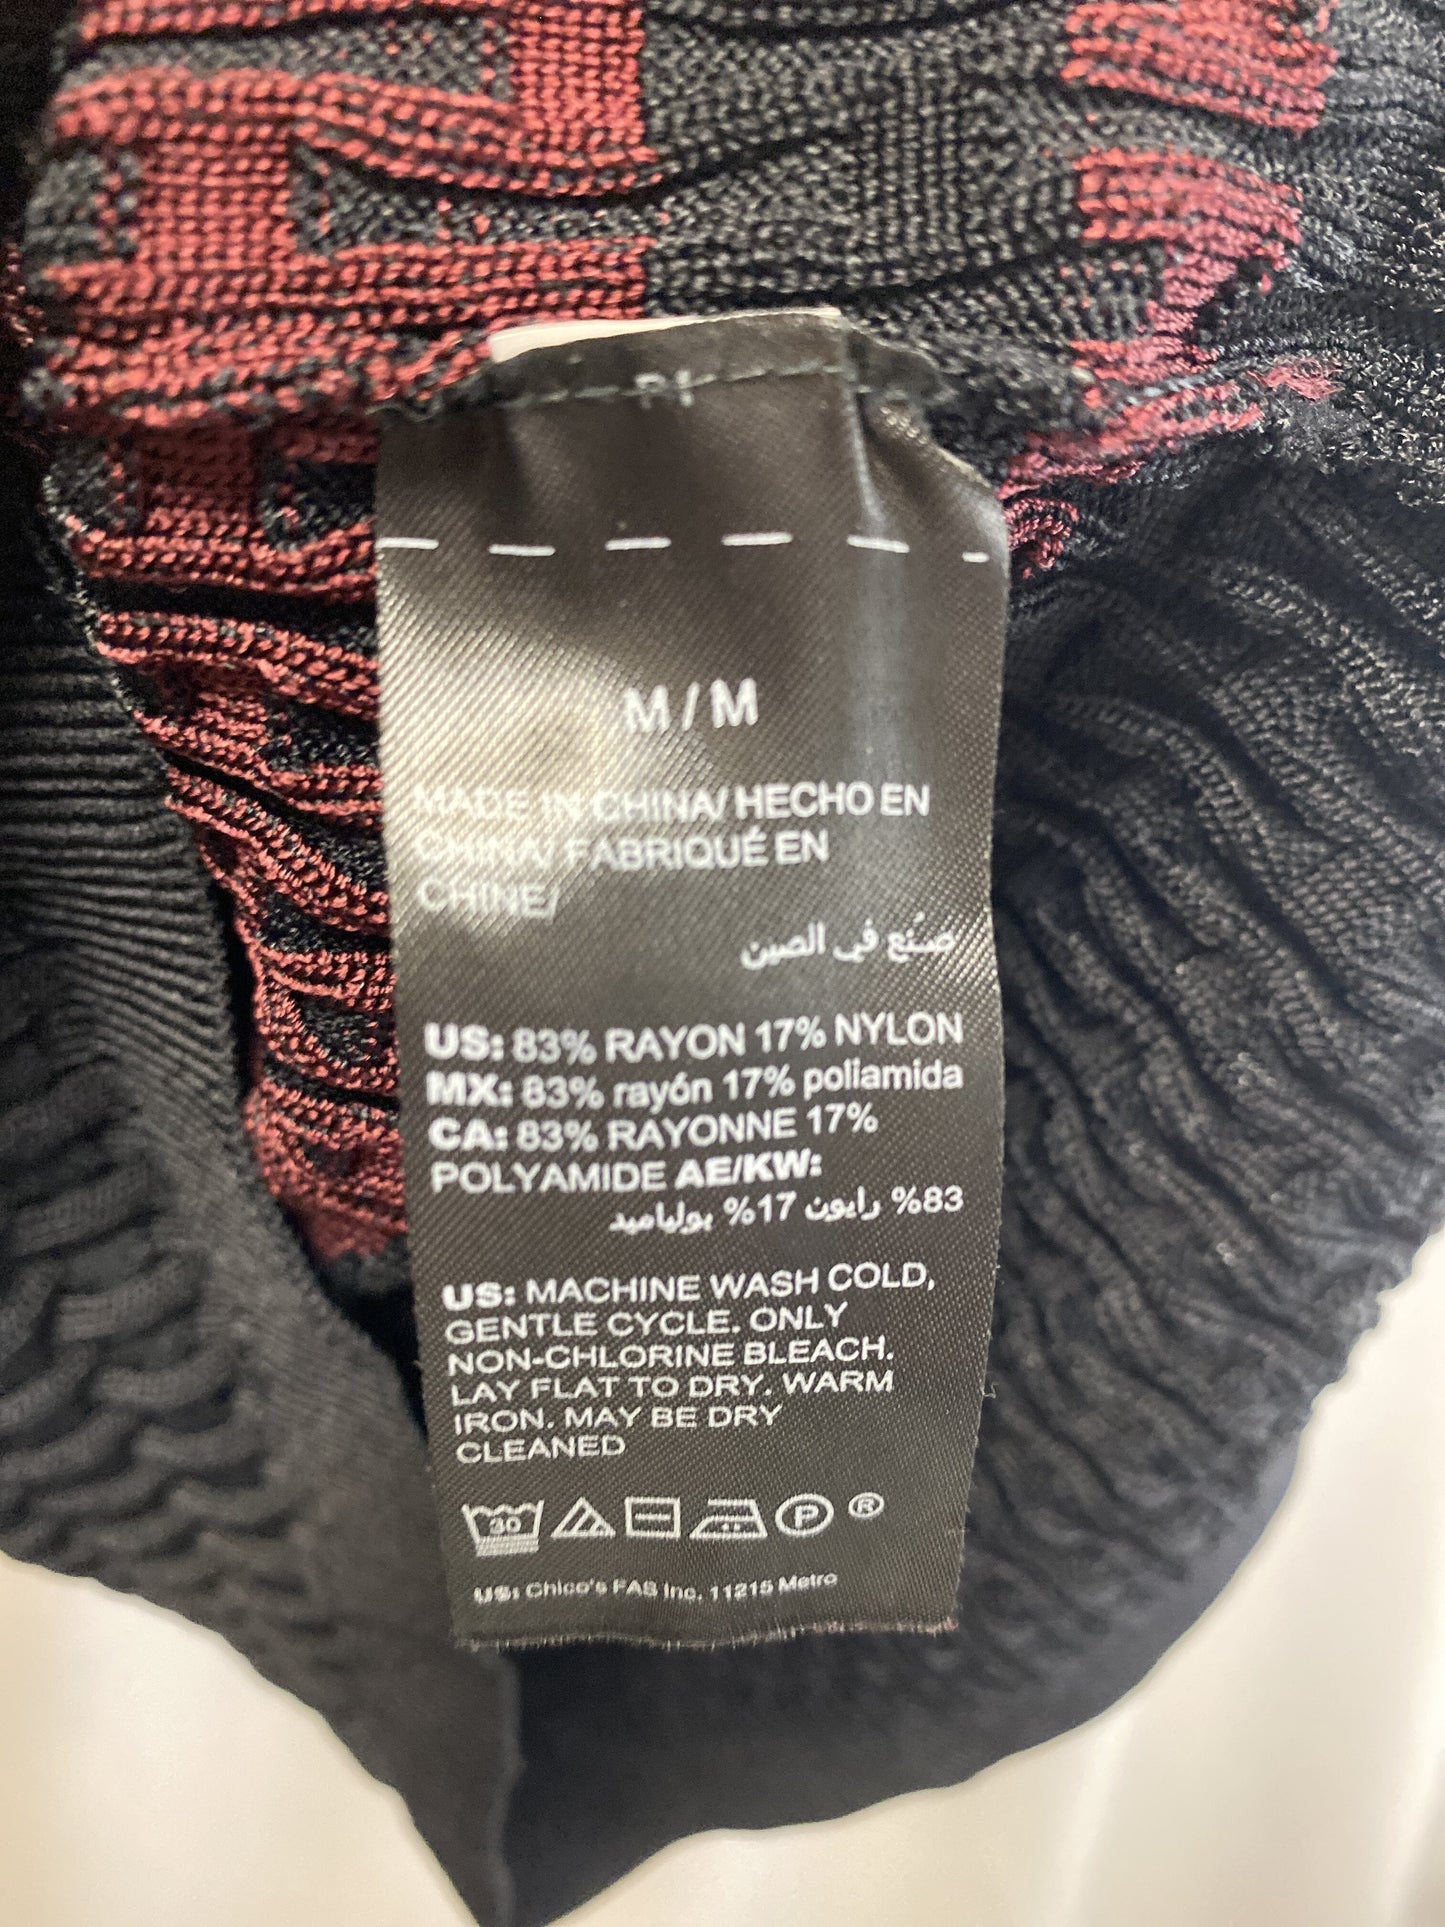 M / M
MADE IN CHINA/ HECHO EN
CHINA/ FABRIQUÉ EN
CHINE/
صُنع في الصين
US: 83% RAYON 17% NYLON
MX: 83% rayón 17% poliamida
CA: 83% RAYONNE 17%
POLYAMIDE AE/KW:
83% رايون 17% بولياميد
US: MACHINE WASH COLD,
GENTLE CYCLE. ONLY
NON-CHLORINE BLEACH.
LAY FLAT TO DRY. WARM
IRON. MAY BE DRY
CLEANED
30 P ®
US: Chico's FAS Inc. 11215 Metro